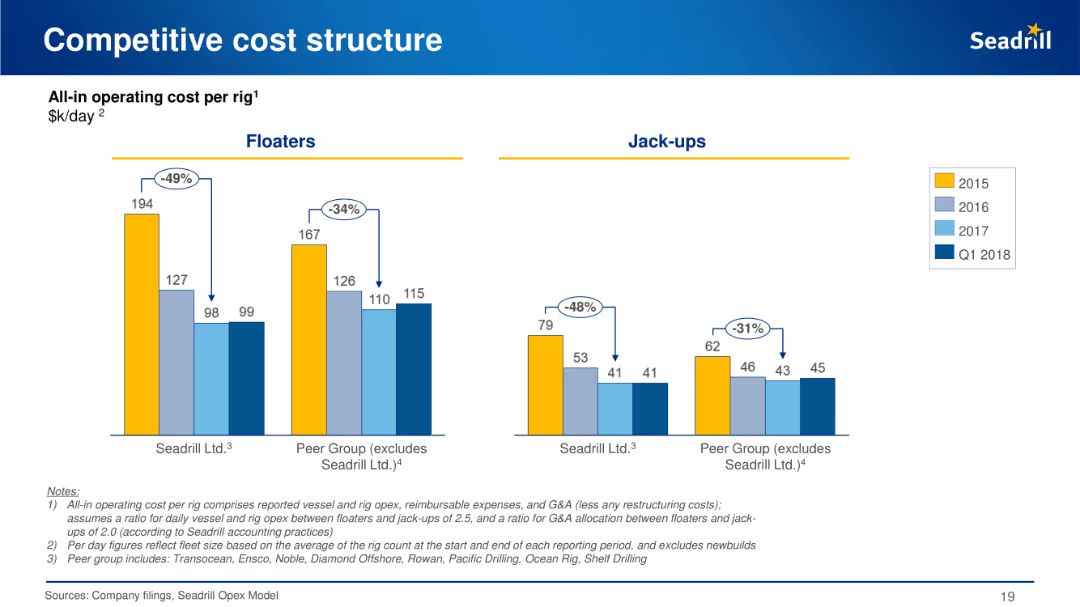 Competitive cost structure
Seadrill
All-in operating cost per rig¹
$k/day ²
Floaters
Jack-ups
2015
2016
2017
Q1 2018
-49%
194
127
98
99
-34%
167
126
110
115
-48%
79
53
41
41
-31%
62
46
43
45
Seadrill Ltd.³
Peer Group (excludes
Seadrill Ltd.)⁴
Seadrill Ltd.³
Peer Group (excludes
Seadrill Ltd.)⁴
Notes:
1) All-in operating cost per rig comprises reported vessel and rig opex, reimbursable expenses, and G&A (less any restructuring costs);
assumes a ratio for daily vessel and rig opex between floaters and jack-ups of 2.5, and a ratio for G&A allocation between floaters and jack-
ups of 2.0 (according to Seadrill accounting practices)
2) Per day figures reflect fleet size based on the average of the rig count at the start and end of each reporting period, and excludes newbuilds
3) Peer group includes: Transocean, Ensco, Noble, Diamond Offshore, Rowan, Pacific Drilling, Ocean Rig, Shelf Drilling
Sources: Company filings, Seadrill Opex Model
19